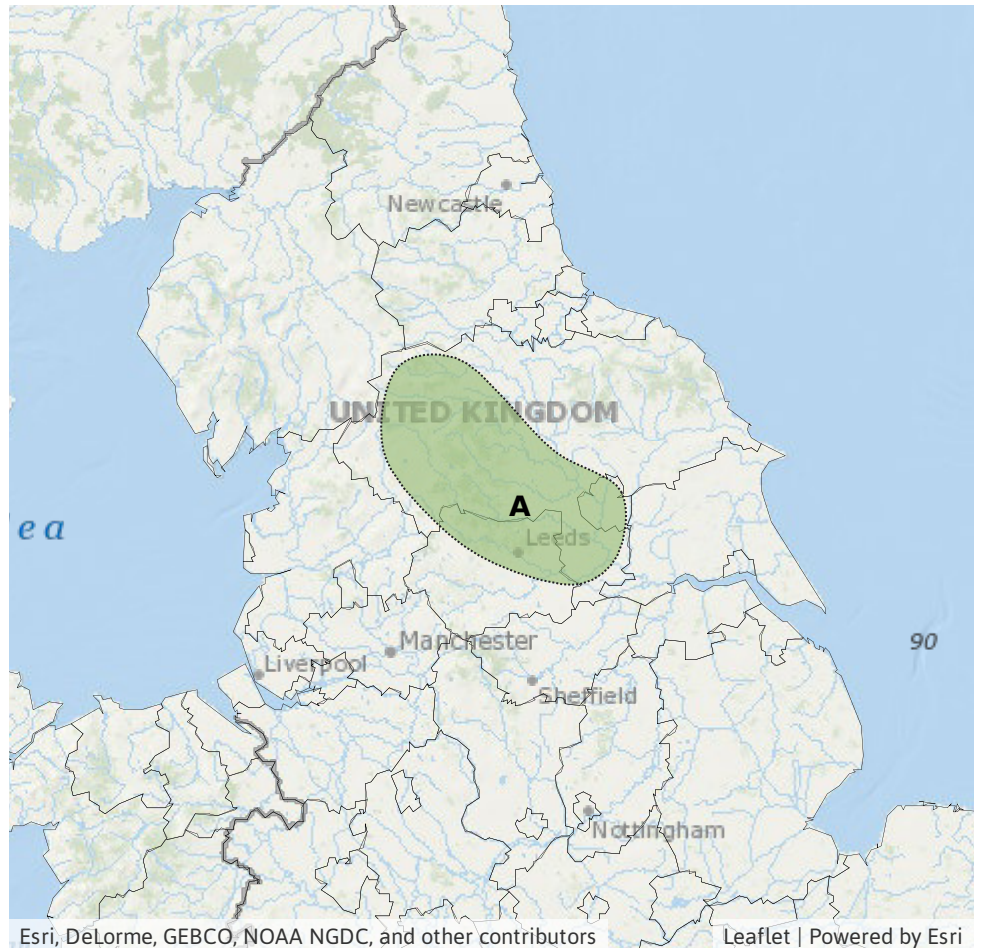 Newcastle
UNITED KINGDOM
A
Leeds
ea
90
Manchester
Liverpool
Sheffield
Nottingham
Esri, DeLorme, GEBCO, NOAA NGDC, and other contributors
Leaflet | Powered by Esri